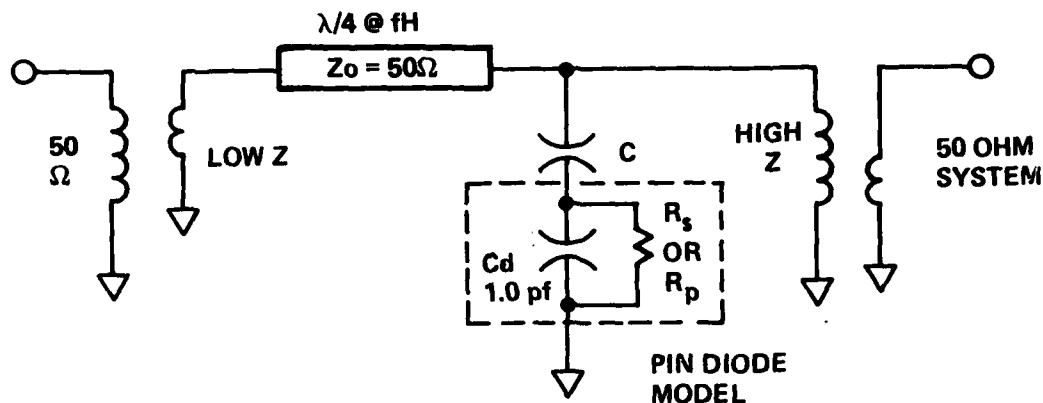 λ/4 @ fH
Zo = 50Ω
50
Ω
LOW Z
C
HIGH
Z
50 OHM
SYSTEM
Cd
1.0 pf
Rs
OR
Rp
PIN DIODE
MODEL